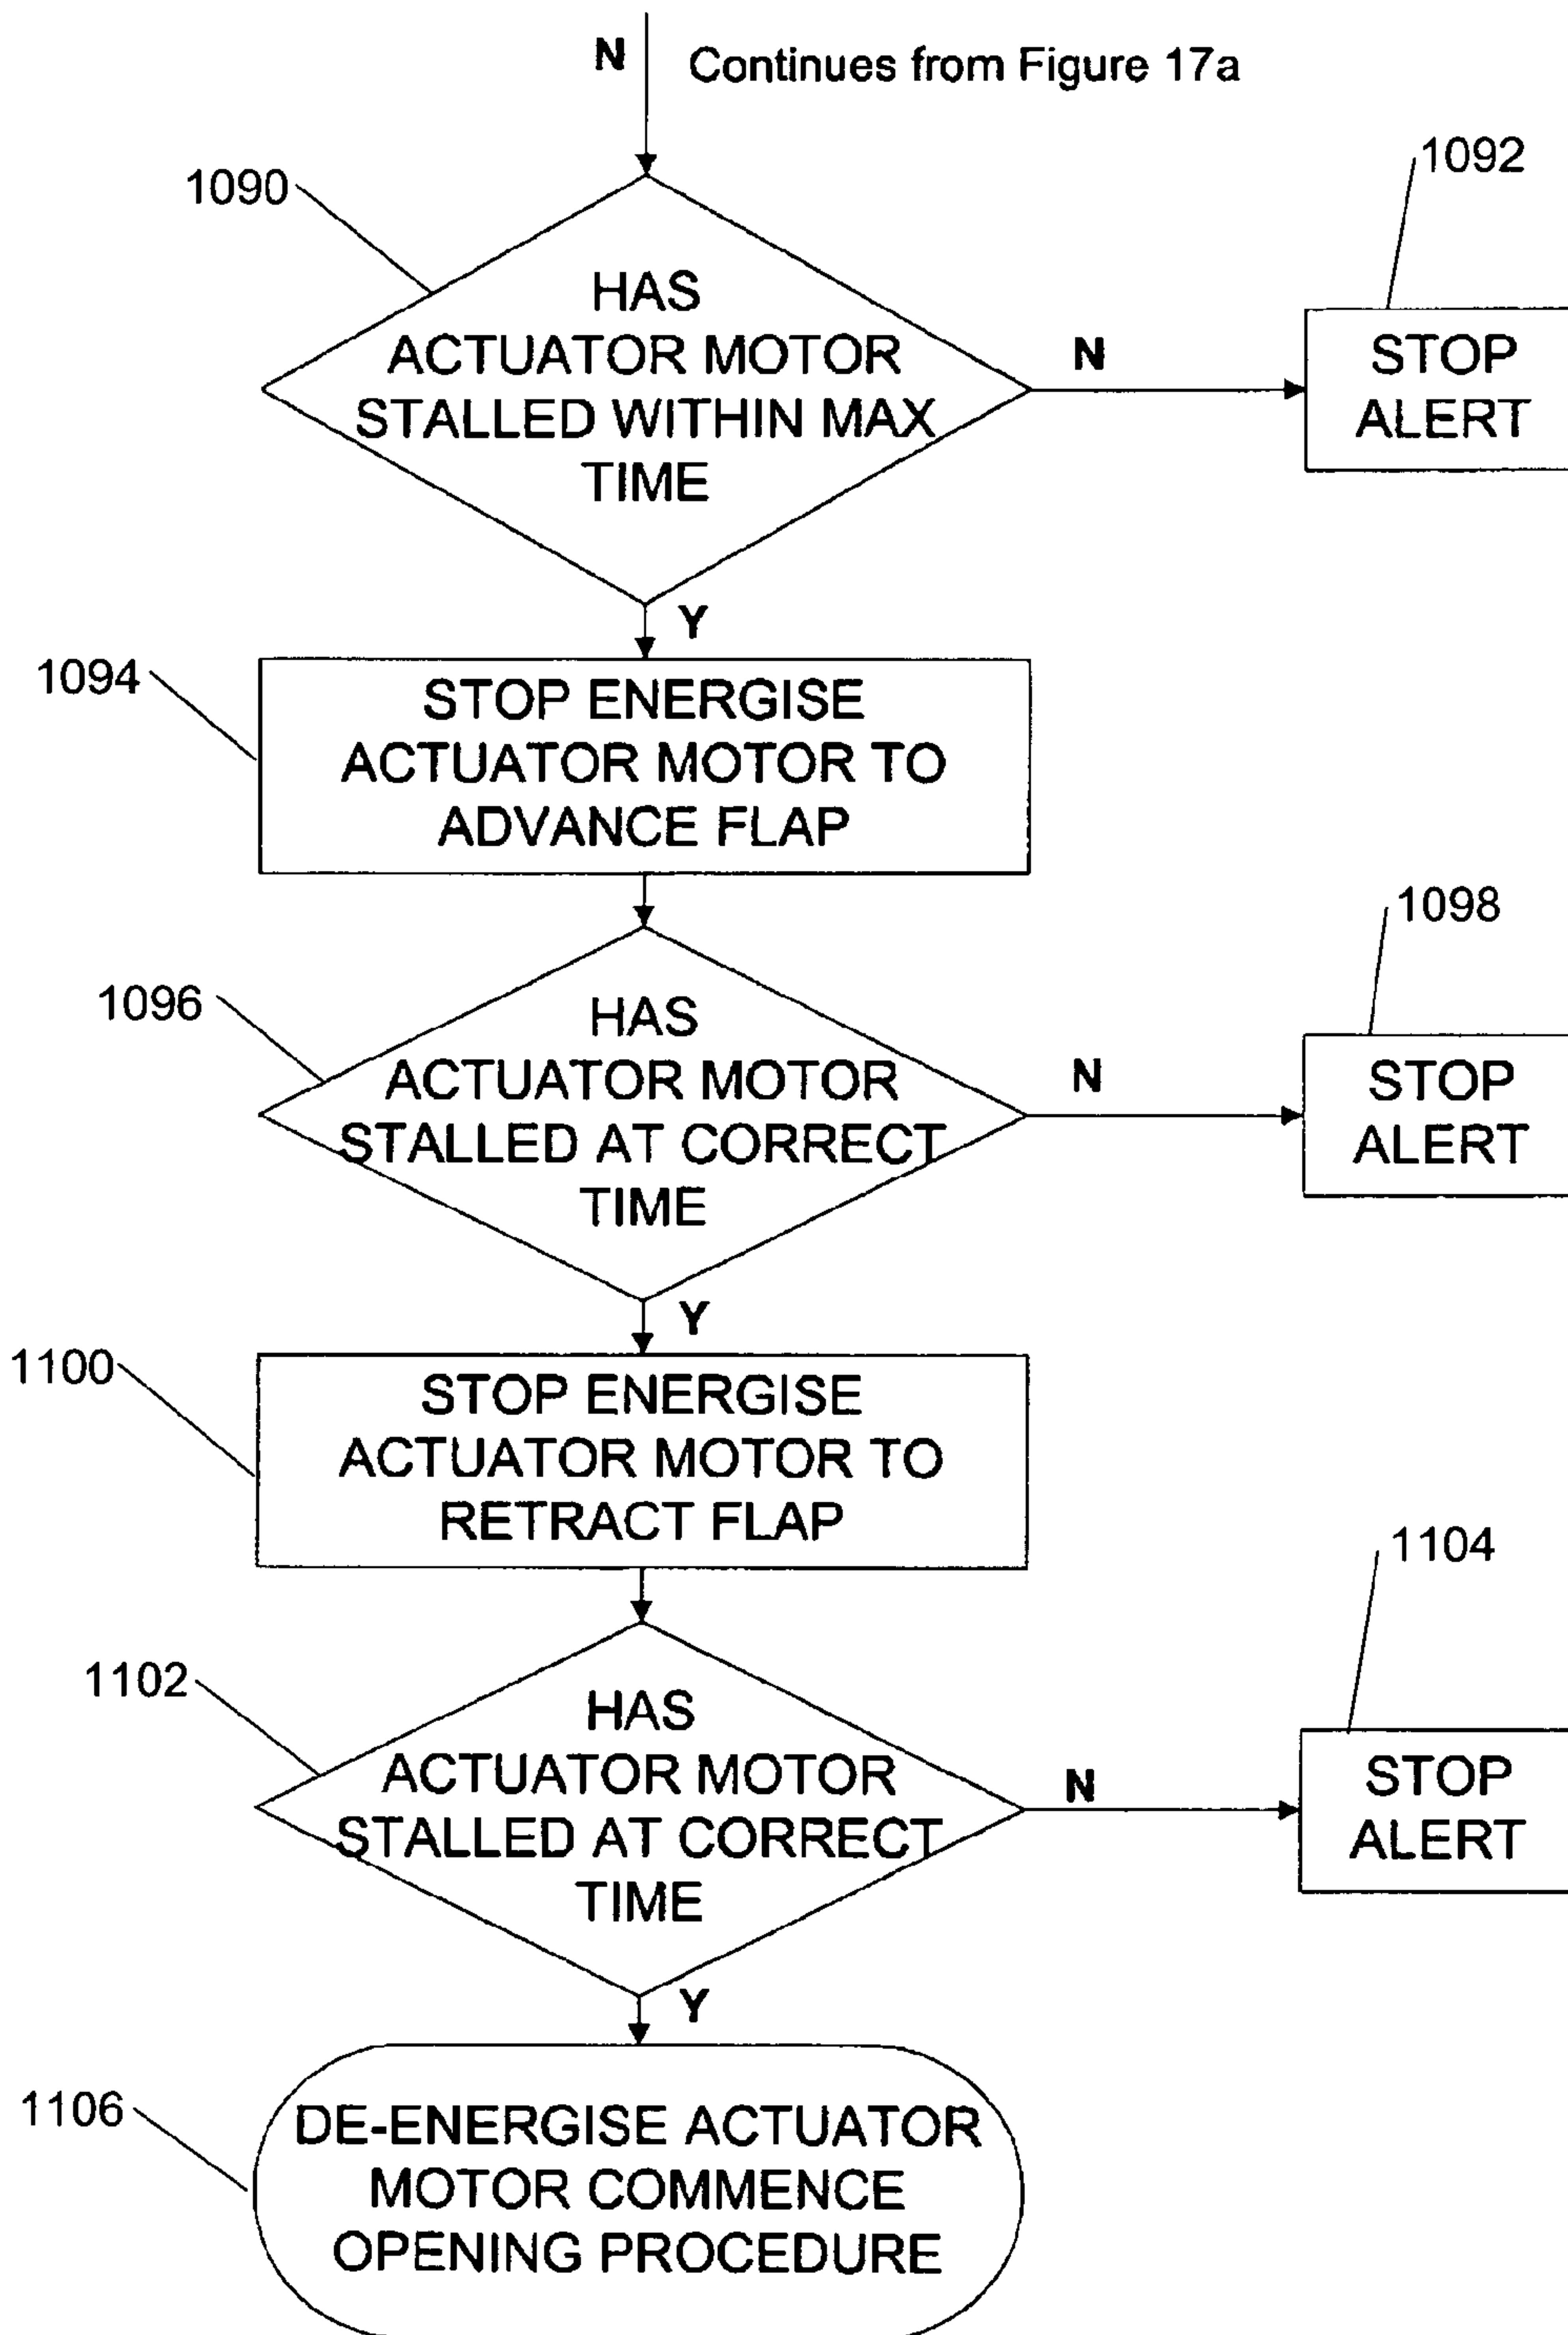 N
Continues from Figure 17a
1090
1092
HAS
ACTUATOR MOTOR
STALLED WITHIN MAX
TIME
N
STOP
ALERT
Y
1094
STOP ENERGISE
ACTUATOR MOTOR TO
ADVANCE FLAP
1096
1098
HAS
ACTUATOR MOTOR
STALLED AT CORRECT
TIME
N
STOP
ALERT
Y
1100
STOP ENERGISE
ACTUATOR MOTOR TO
RETRACT FLAP
1102
1104
HAS
ACTUATOR MOTOR
STALLED AT CORRECT
TIME
N
STOP
ALERT
Y
1106
DE-ENERGISE ACTUATOR
MOTOR COMMENCE
OPENING PROCEDURE